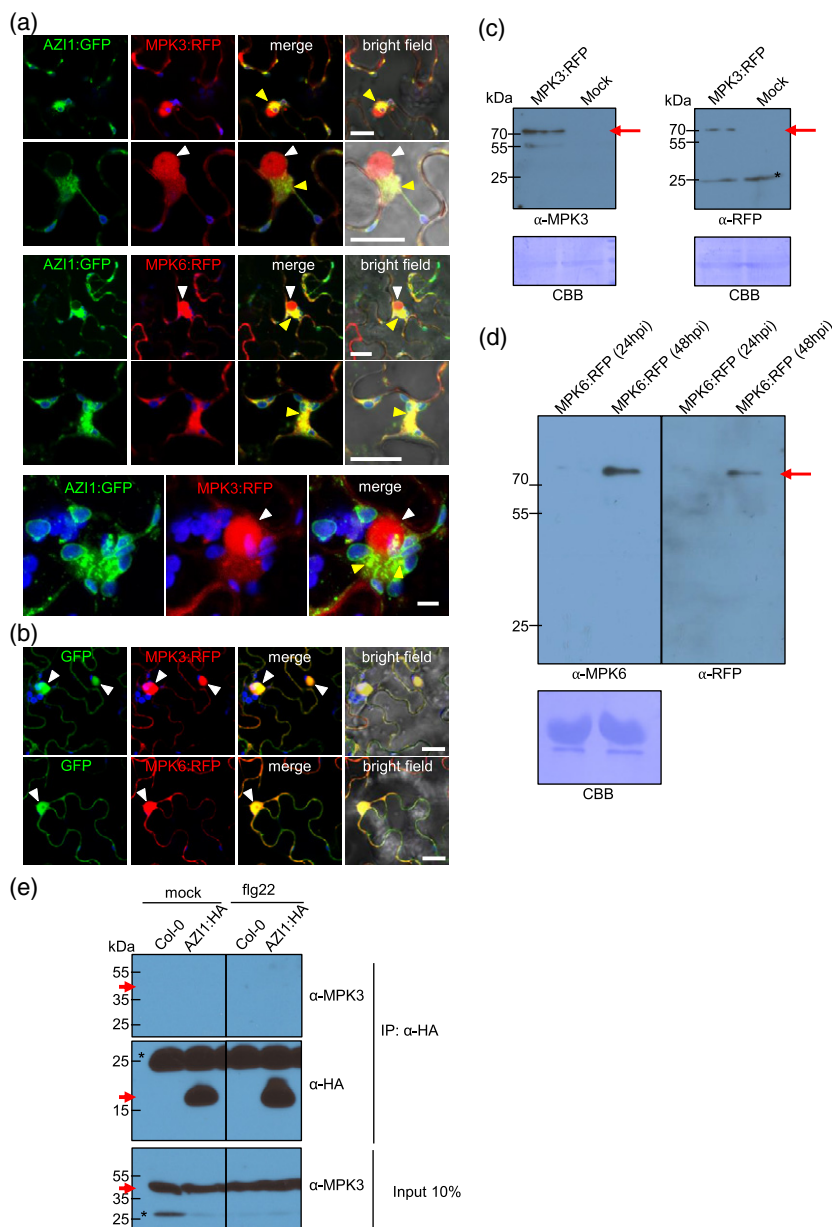 (a)
AZI1:GFP MPK3:RFP merge bright field
AZI1:GFP MPK6:RFP merge bright field
AZI1:GFP MPK3:RFP merge
(b)
GFP MPK3:RFP merge bright field
GFP MPK6:RFP merge bright field
(c)
MPK3:RFP Mock MPK3:RFP Mock
kDa kDa
70 70
55 55
25 25
*
α-MPK3 α-RFP
CBB CBB
(d)
MPK6:RFP (24hpi) MPK6:RFP (48hpi) MPK6:RFP (24hpi) MPK6:RFP (48hpi)
70
55
25
α-MPK6 α-RFP
CBB
(e)
mock flg22
Col-0 AZI1:HA Col-0 AZI1:HA
kDa
55
35
25
α-MPK3
IP: α-HA
*
25
15
α-HA
55
35
25
*
α-MPK3
Input 10%